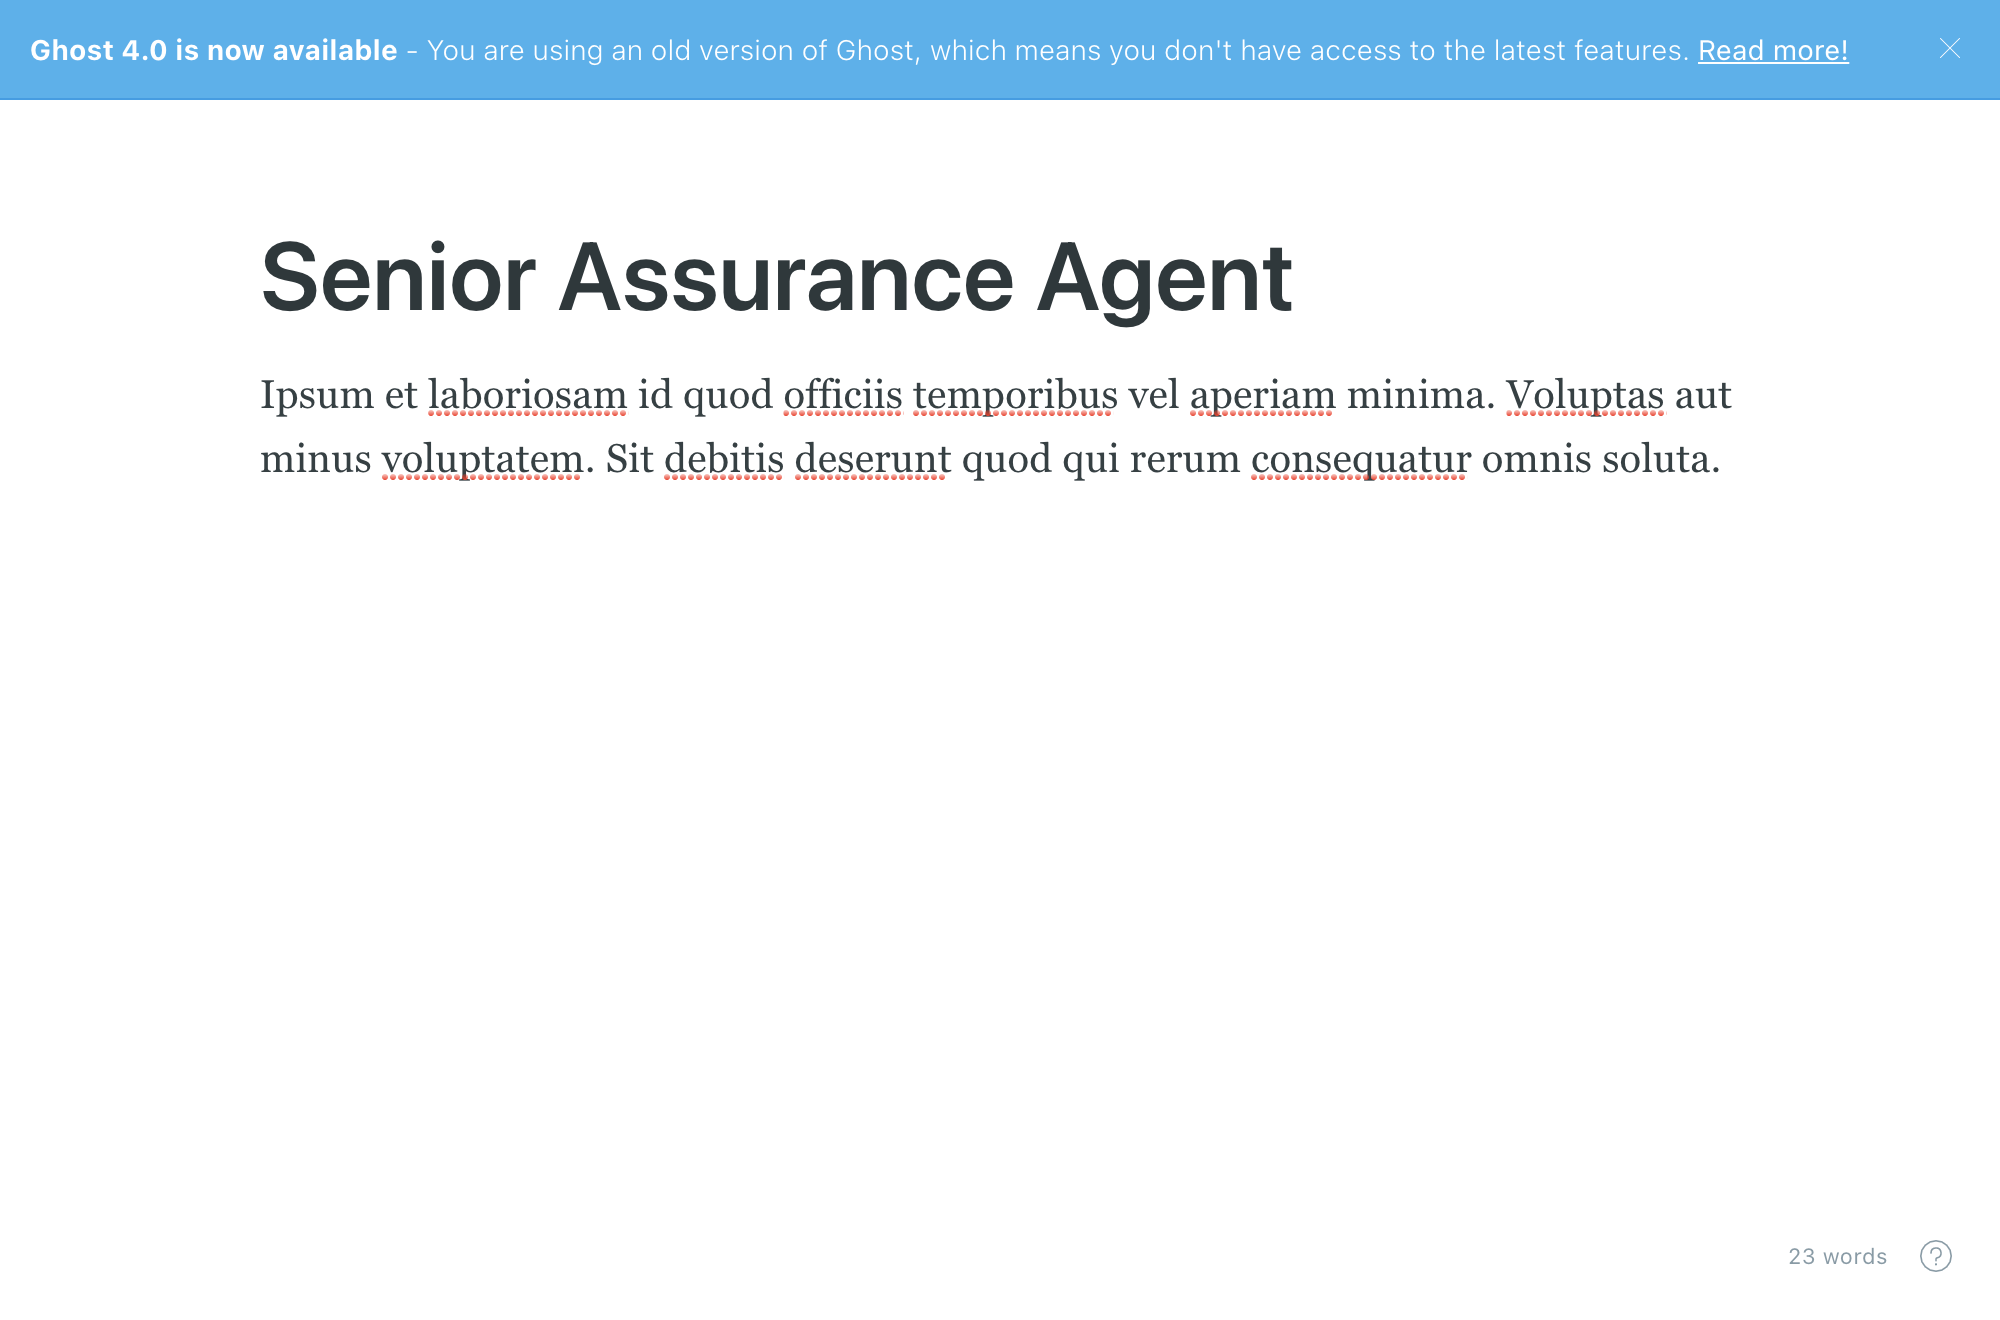 Ghost 4.0 is now available - You are using an old version of Ghost, which means you don't have access to the latest features. Read more!
Senior Assurance Agent
Ipsum et laboriosam id quod officiis temporibus vel aperiam minima. Voluptas aut
minus voluptatem. Sit debitis deserunt quod qui rerum consequatur omnis soluta.
23 words
?